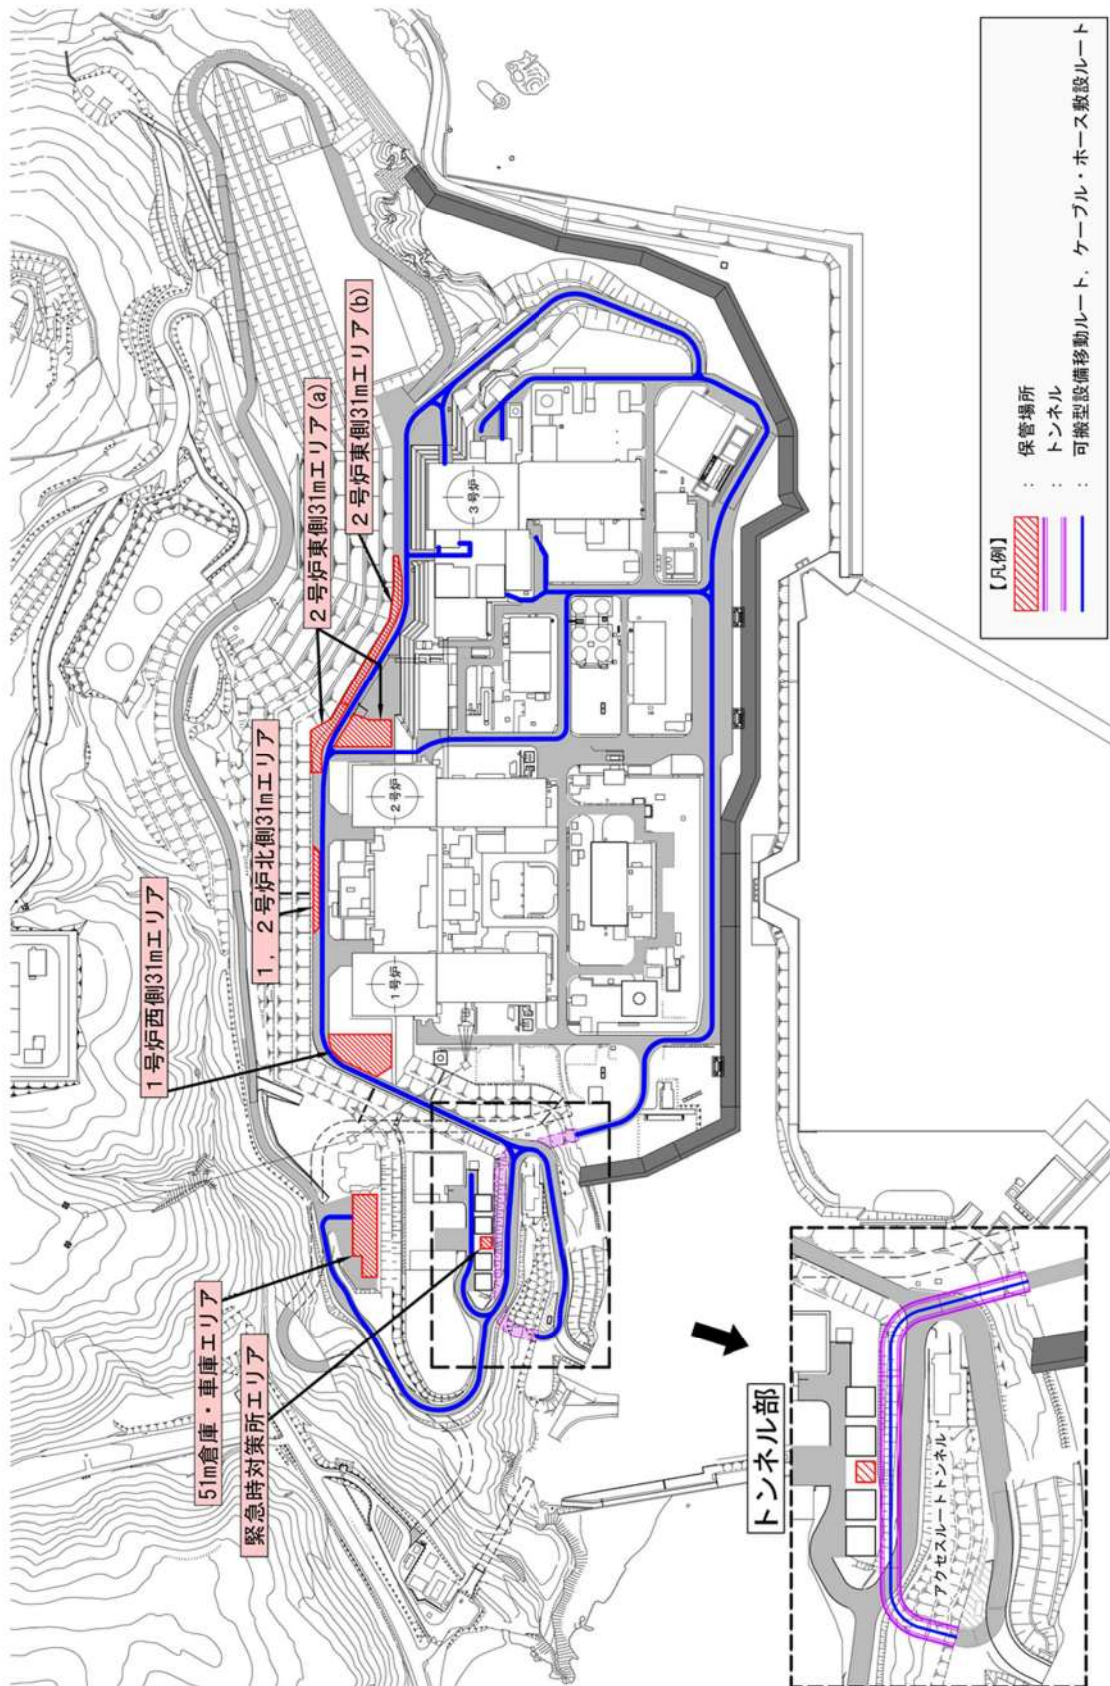 51m倉庫・車庫エリア
緊急時対策所エリア
1号炉西側31mエリア
1,2号炉北側31mエリア
2号炉東側31mエリア(a)
2号炉東側31mエリア(b)
1号炉
2号炉
3号炉
トンネル部
アクセスルートトンネル
【凡例】
： 保管場所
： トンネル
： 可搬型設備移動ルート，ケーブル・ホース敷設ルート